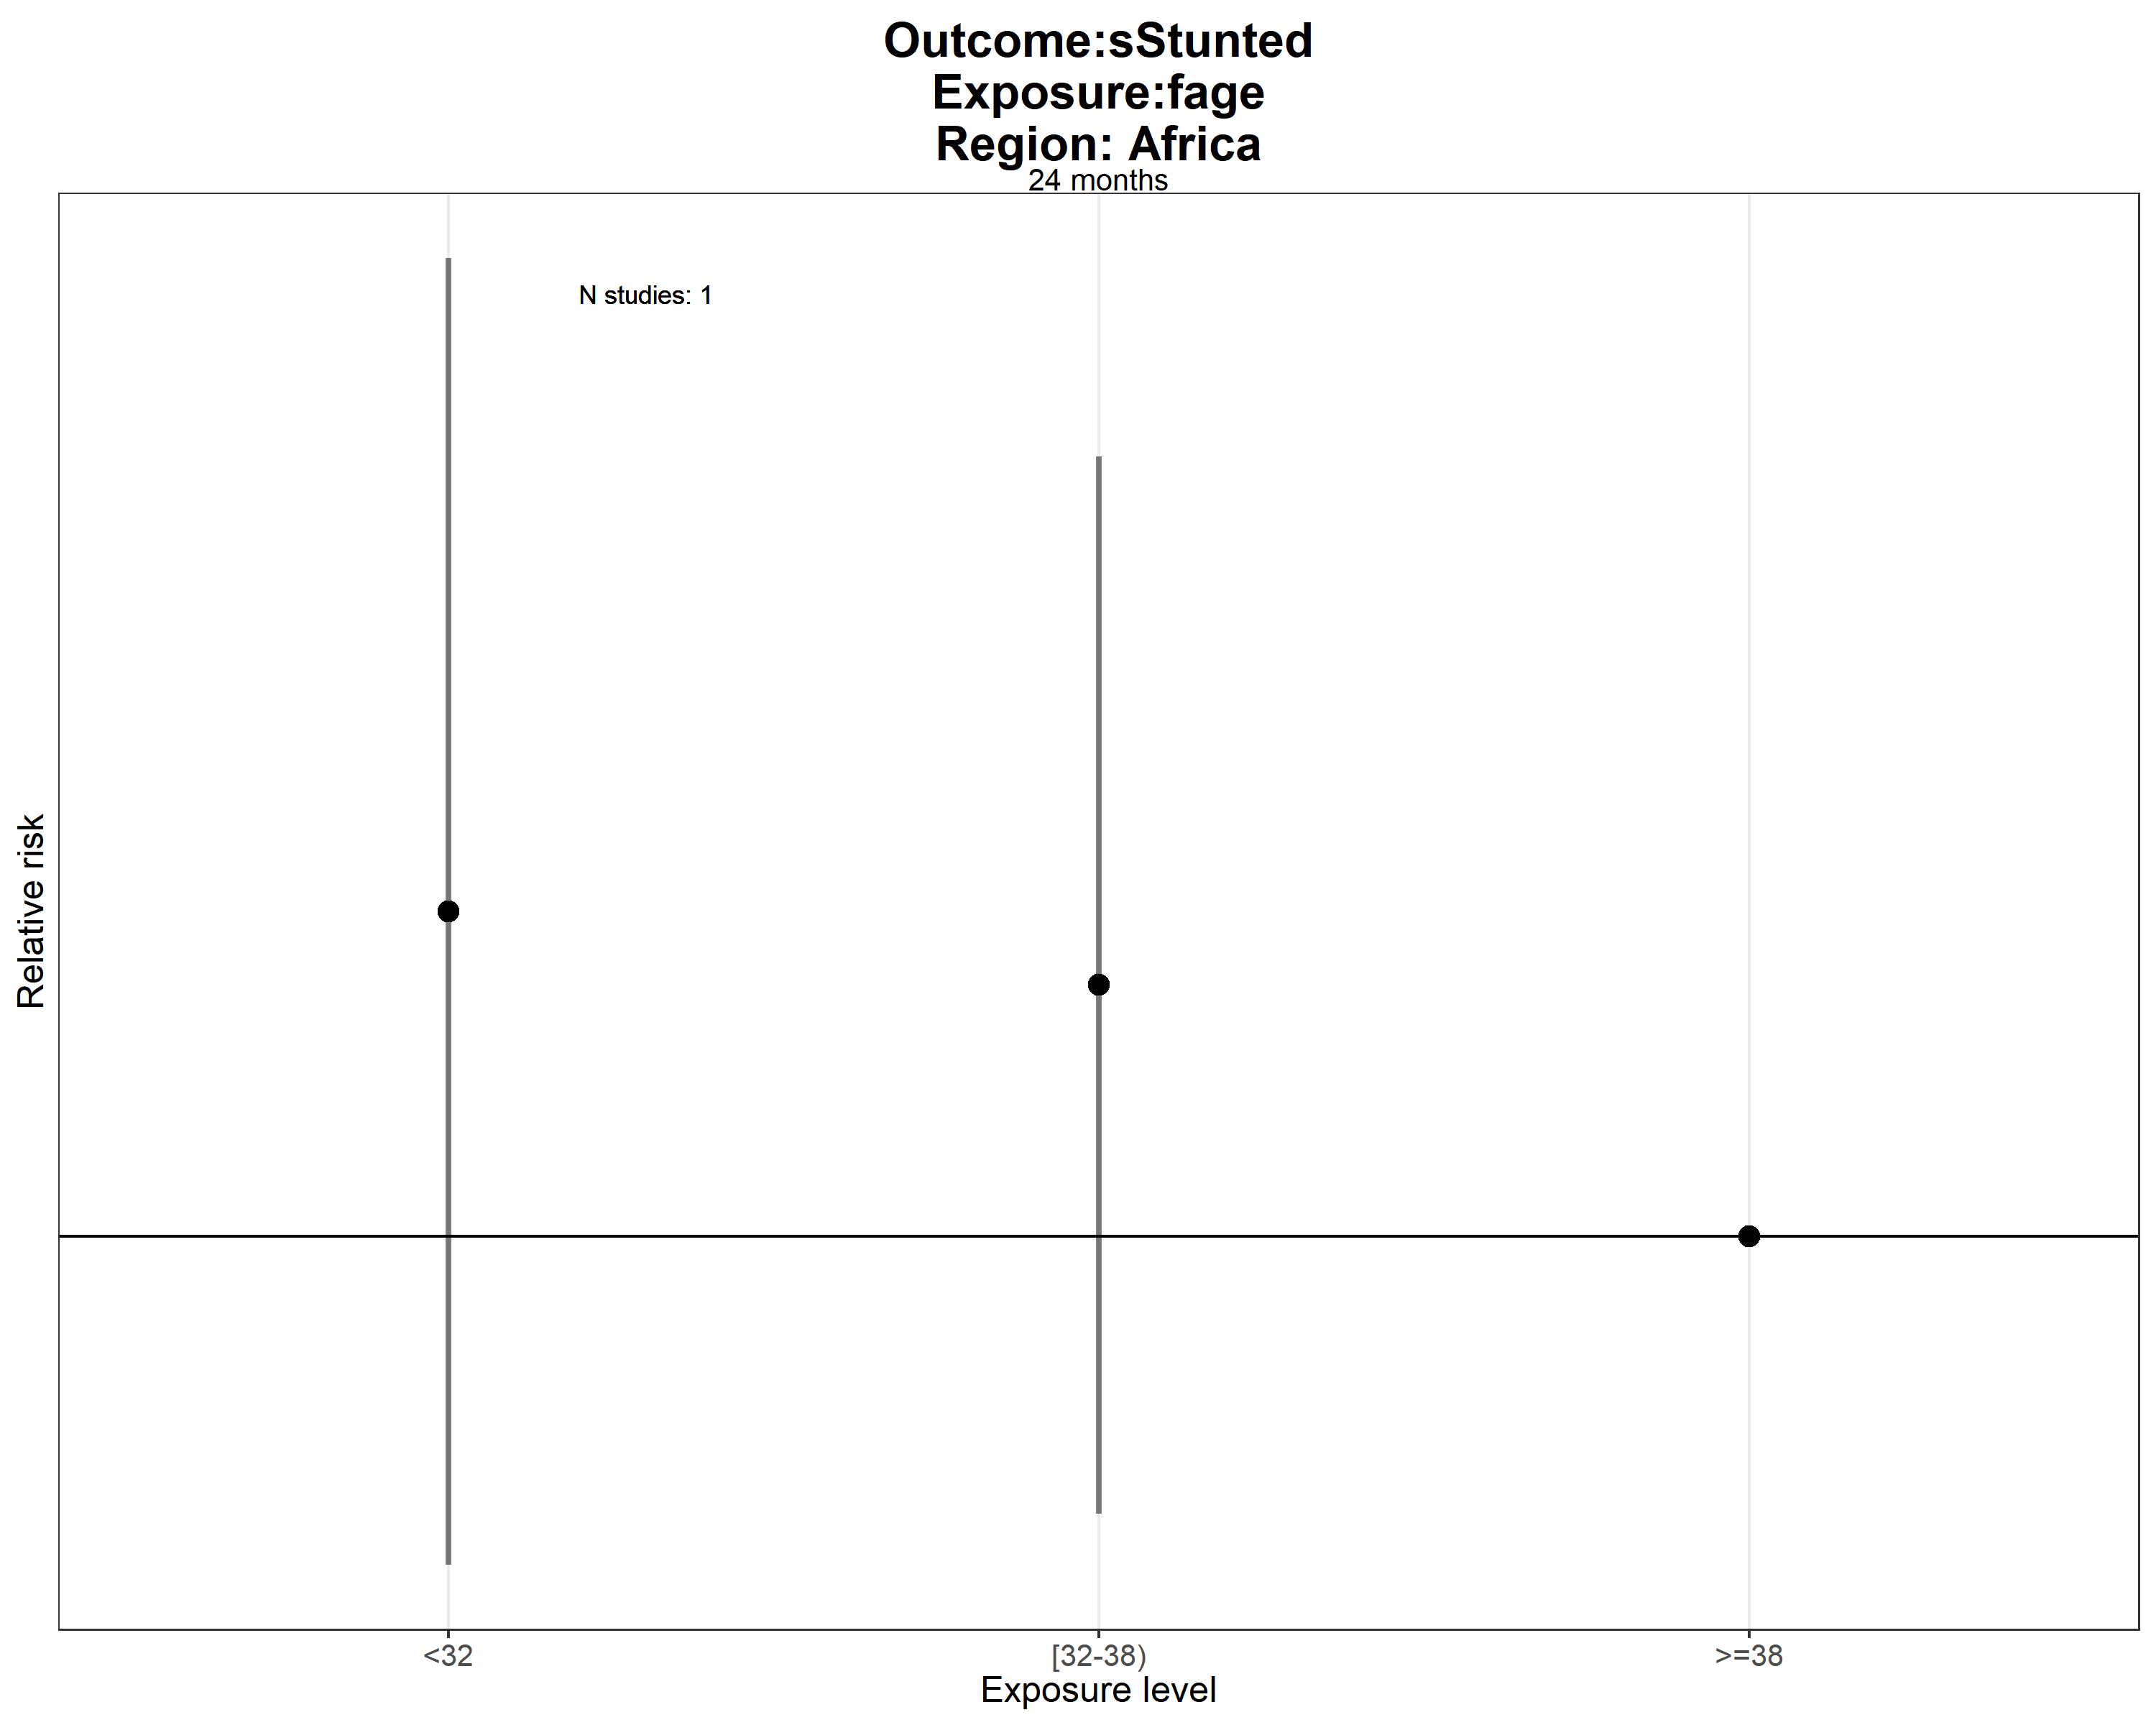 Outcome:sStunted
Exposure:fage
Region: Africa
24 months
N studies: 1
Relative risk
<32
[32-38)
>=38
Exposure level